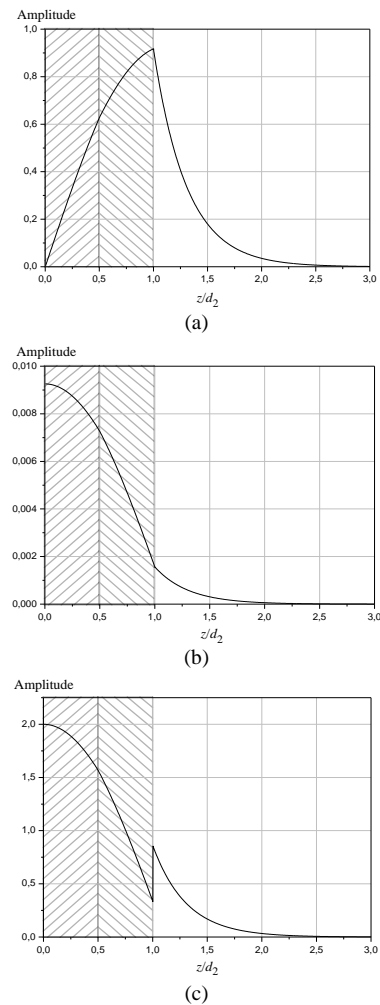 Amplitude
1,0
0,8
0,6
0,4
0,2
0,0
0,0 0,5 1,0 1,5 2,0 2,5 3,0
z/d2
(a)
Amplitude
0,010
0,008
0,006
0,004
0,002
0,000
0,0 0,5 1,0 1,5 2,0 2,5 3,0
z/d2
(b)
Amplitude
2,0
1,5
1,0
0,5
0,0
0,0 0,5 1,0 1,5 2,0 2,5 3,0
z/d2
(c)